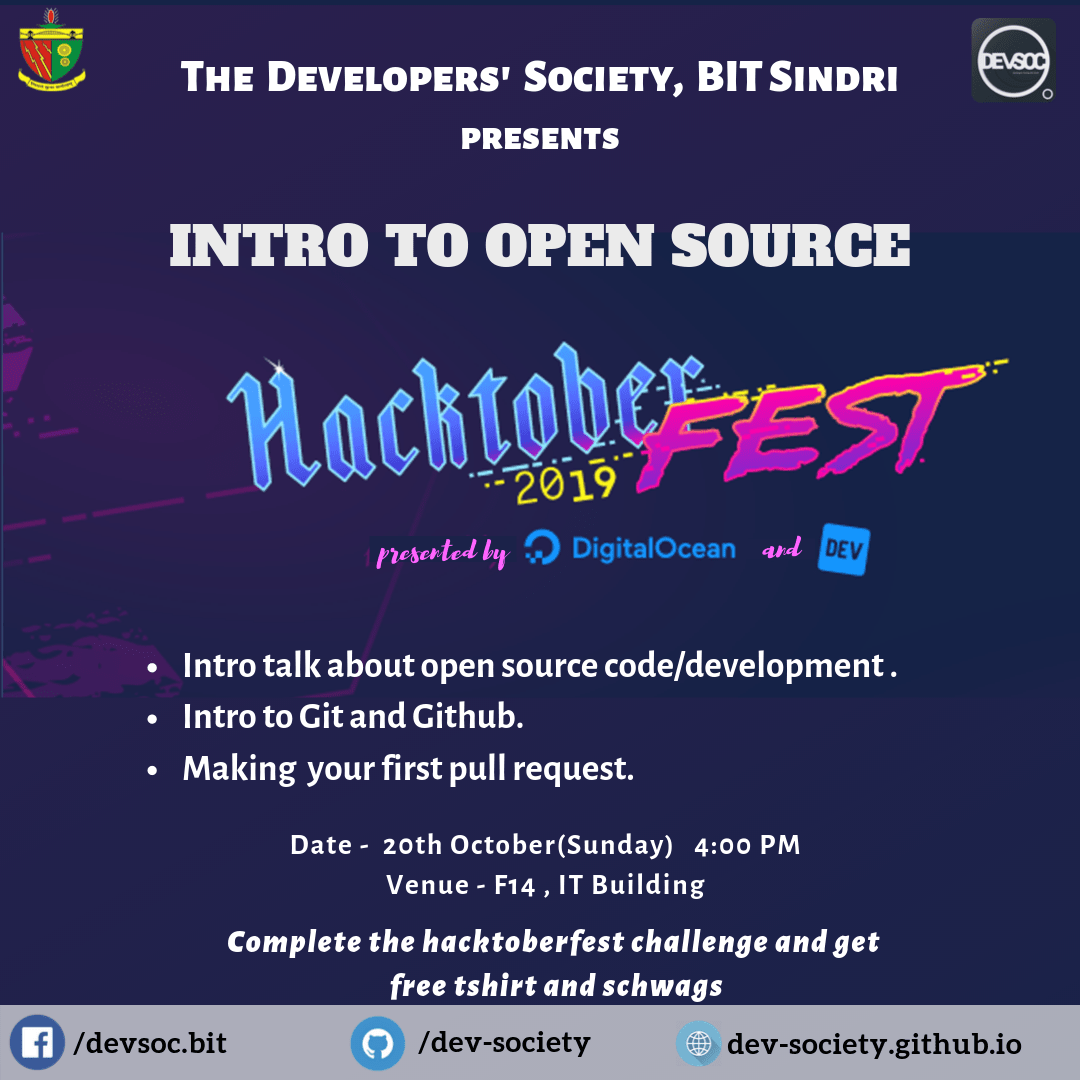 The Developers' Society, BIT Sindri
DEVSOC
presents
INTRO TO OPEN SOURCE
Hacktober FEST
2019
presented by DigitalOcean and DEV
• Intro talk about open source code/development .
• Intro to Git and Github.
• Making your first pull request.
Date - 20th October(Sunday) 4:00 PM
Venue - F14 , IT Building
Complete the hacktoberfest challenge and get
free tshirt and schwags
/devsoc.bit /dev-society dev-society.github.io